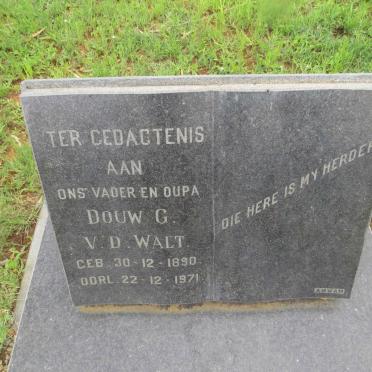 TER GEDAGTENIS
AAN
ONS VADER EN OUPA
DOUW G.
V.D. WALT.
GEB. 30-12-1890
OORL. 22-12-1971
DIE HERE IS MY HERDER